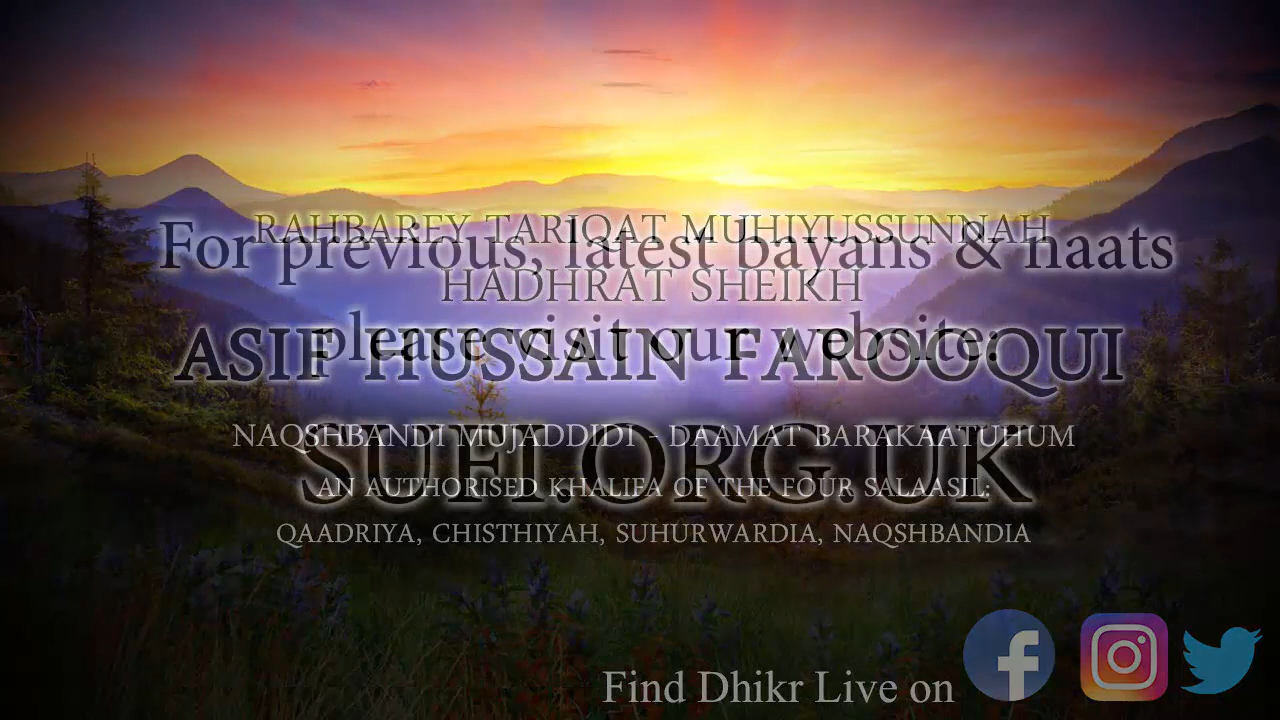 RAHBAREY TARIQAT MUHIYUSSUNNAH
For previous, latest bayans & naats
HADHRAT SHEIKH
please visit our website:
ASIF HUSSAIN FAROOQUI
NAQSHBANDI MUJADDIDI - DAAMAT BARAKAATUHUM
SUFI.ORG.UK
AN AUTHORISED KHALIFA OF THE FOUR SALAASIL:
QAADRIYA, CHISTHIYAH, SUHURWARDIA, NAQSHBANDIA
Find Dhikr Live on